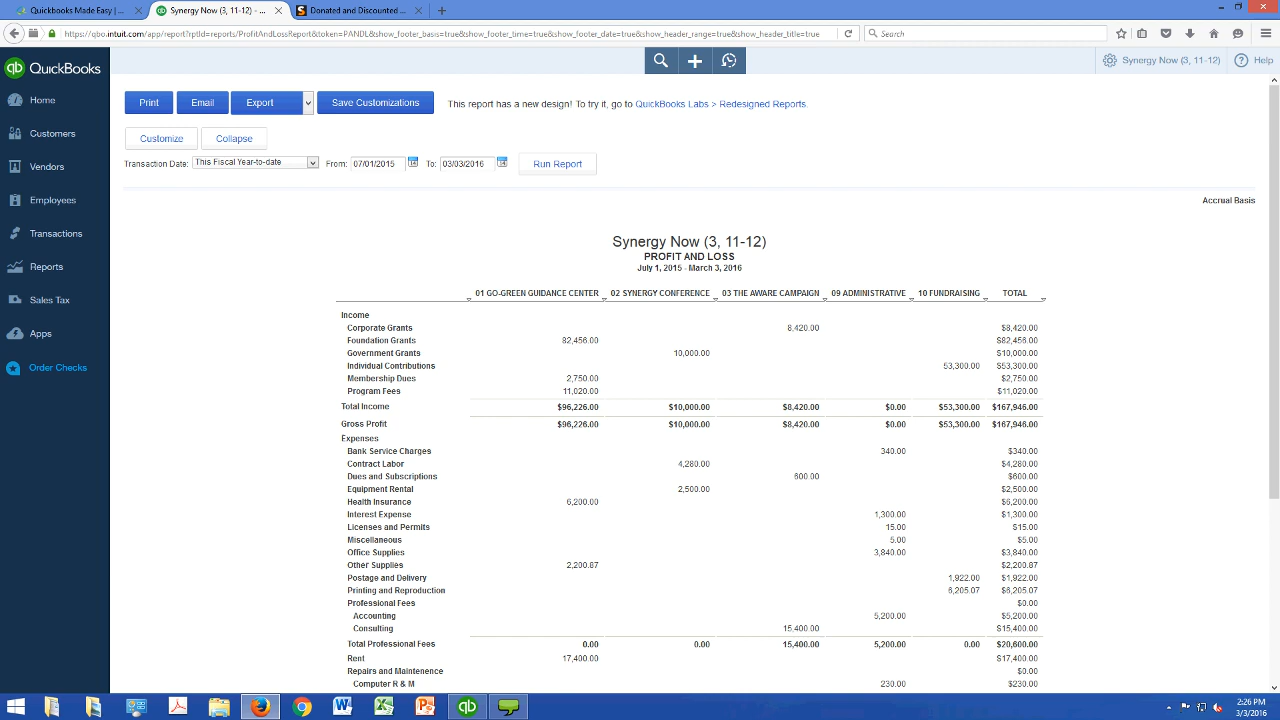 Quickbooks Made Easy | ...
Synergy Now (3, 11-12) - ...
Donated and Discounted ...
https://qbo.intuit.com/app/report?rptId=reports/ProfitAndLossReport&token=PANDL&show_footer_basis=true&show_footer_time=true&show_footer_date=true&show_header_range=true&show_header_title=true
Search
qb QuickBooks
Synergy Now (3, 11-12)
Help
Home
Customers
Vendors
Employees
Transactions
Reports
Sales Tax
Apps
Order Checks
Print Email Export Save Customizations This report has a new design! To try it, go to QuickBooks Labs > Redesigned Reports.
Customize Collapse
Transaction Date: This Fiscal Year-to-date From: 07/01/2015 To: 03/03/2016 Run Report
Accrual Basis
Synergy Now (3, 11-12)
PROFIT AND LOSS
July 1, 2015 - March 3, 2016
01 GO-GREEN GUIDANCE CENTER 02 SYNERGY CONFERENCE 03 THE AWARE CAMPAIGN 09 ADMINISTRATIVE 10 FUNDRAISING TOTAL
Income
Corporate Grants 8,420.00 $8,420.00
Foundation Grants 82,456.00 $82,456.00
Government Grants 10,000.00 $10,000.00
Individual Contributions 53,300.00 $53,300.00
Membership Dues 2,750.00 $2,750.00
Program Fees 11,020.00 $11,020.00
Total Income $96,226.00 $10,000.00 $8,420.00 $0.00 $53,300.00 $167,946.00
Gross Profit $96,226.00 $10,000.00 $8,420.00 $0.00 $53,300.00 $167,946.00
Expenses
Bank Service Charges 340.00 $340.00
Contract Labor 4,280.00 $4,280.00
Dues and Subscriptions 600.00 $600.00
Equipment Rental 2,500.00 $2,500.00
Health Insurance 6,200.00 $6,200.00
Interest Expense 1,300.00 $1,300.00
Licenses and Permits 15.00 $15.00
Miscellaneous 5.00 $5.00
Office Supplies 3,840.00 $3,840.00
Other Supplies 2,200.87 $2,200.87
Postage and Delivery 1,922.00 $1,922.00
Printing and Reproduction 6,205.07 $6,205.07
Professional Fees $0.00
Accounting 5,200.00 $5,200.00
Consulting 15,400.00 $15,400.00
Total Professional Fees 0.00 0.00 15,400.00 5,200.00 0.00 $20,600.00
Rent 17,400.00 $17,400.00
Repairs and Maintenence $0.00
Computer R & M 230.00 $230.00
2:26 PM
3/3/2016